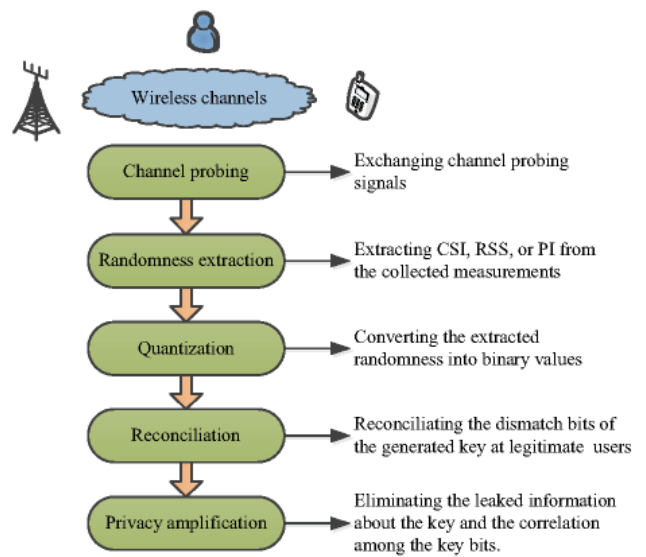 Wireless channels
Channel probing
Exchanging channel probing
signals
Randomness extraction
Extracting CSI, RSS, or PI from
the collected measurements
Quantization
Converting the extracted
randomness into binary values
Reconciliation
Reconciliating the dismatch bits of
the generated key at legitimate users
Privacy amplification
Eliminating the leaked information
about the key and the correlation
among the key bits.